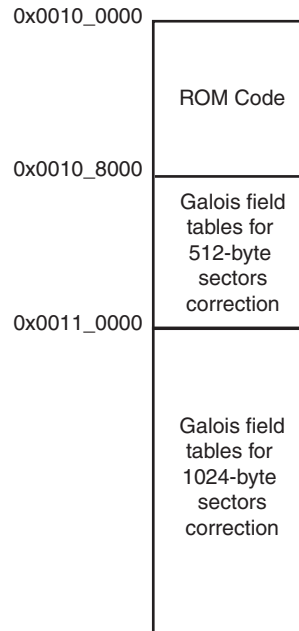 0x0010_0000
ROM Code
0x0010_8000
Galois field
tables for
512-byte
sectors
correction
0x0011_0000
Galois field
tables for
1024-byte
sectors
correction